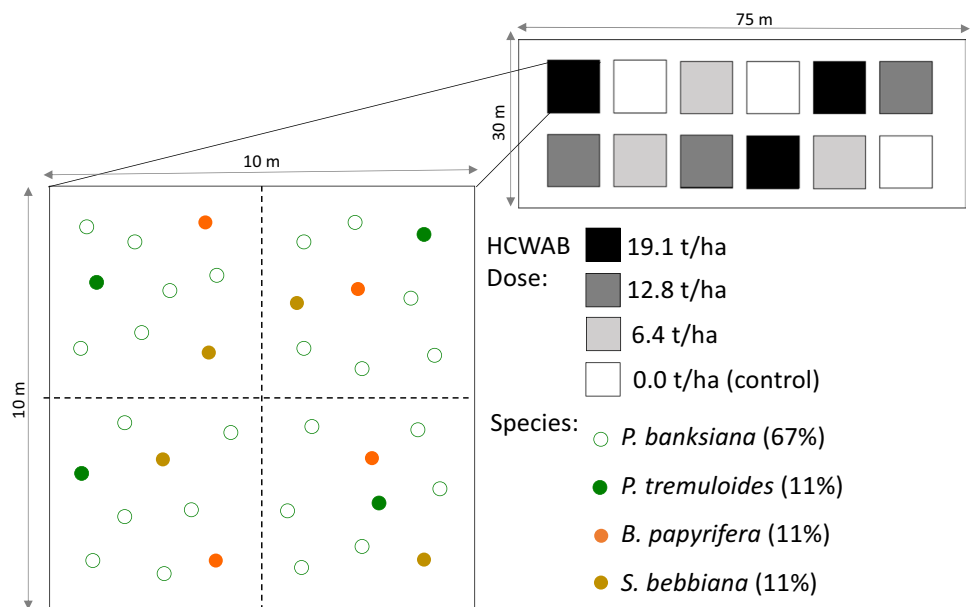 75 m
30 m
10 m
10 m
HCWAB
Dose:
19.1 t/ha
12.8 t/ha
6.4 t/ha
0.0 t/ha (control)
Species:
P. banksiana (67%)
P. tremuloides (11%)
B. papyrifera (11%)
S. bebbiana (11%)